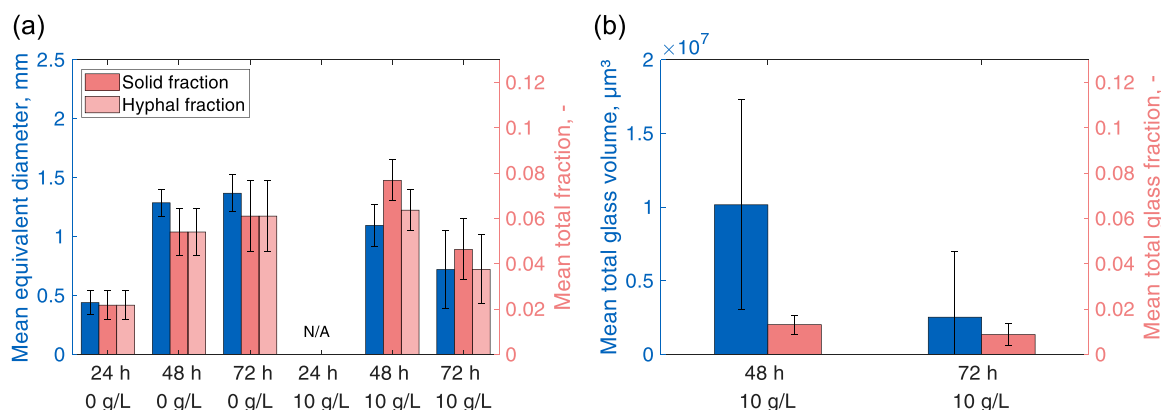 (a)
Mean equivalent diameter, mm
2.5
2
1.5
1
0.5
0
Solid fraction
Hyphal fraction
N/A
0.12
0.1
0.08
0.06
0.04
0.02
0
Mean total fraction, -
24 h 48 h 72 h 24 h 48 h 72 h
0 g/L 0 g/L 0 g/L 10 g/L 10 g/L 10 g/L
(b)
Mean total glass volume, µm³
×10⁷
2
1.5
1
0.5
0
0.12
0.1
0.08
0.06
0.04
0.02
0
Mean total glass fraction, -
48 h 72 h
10 g/L 10 g/L